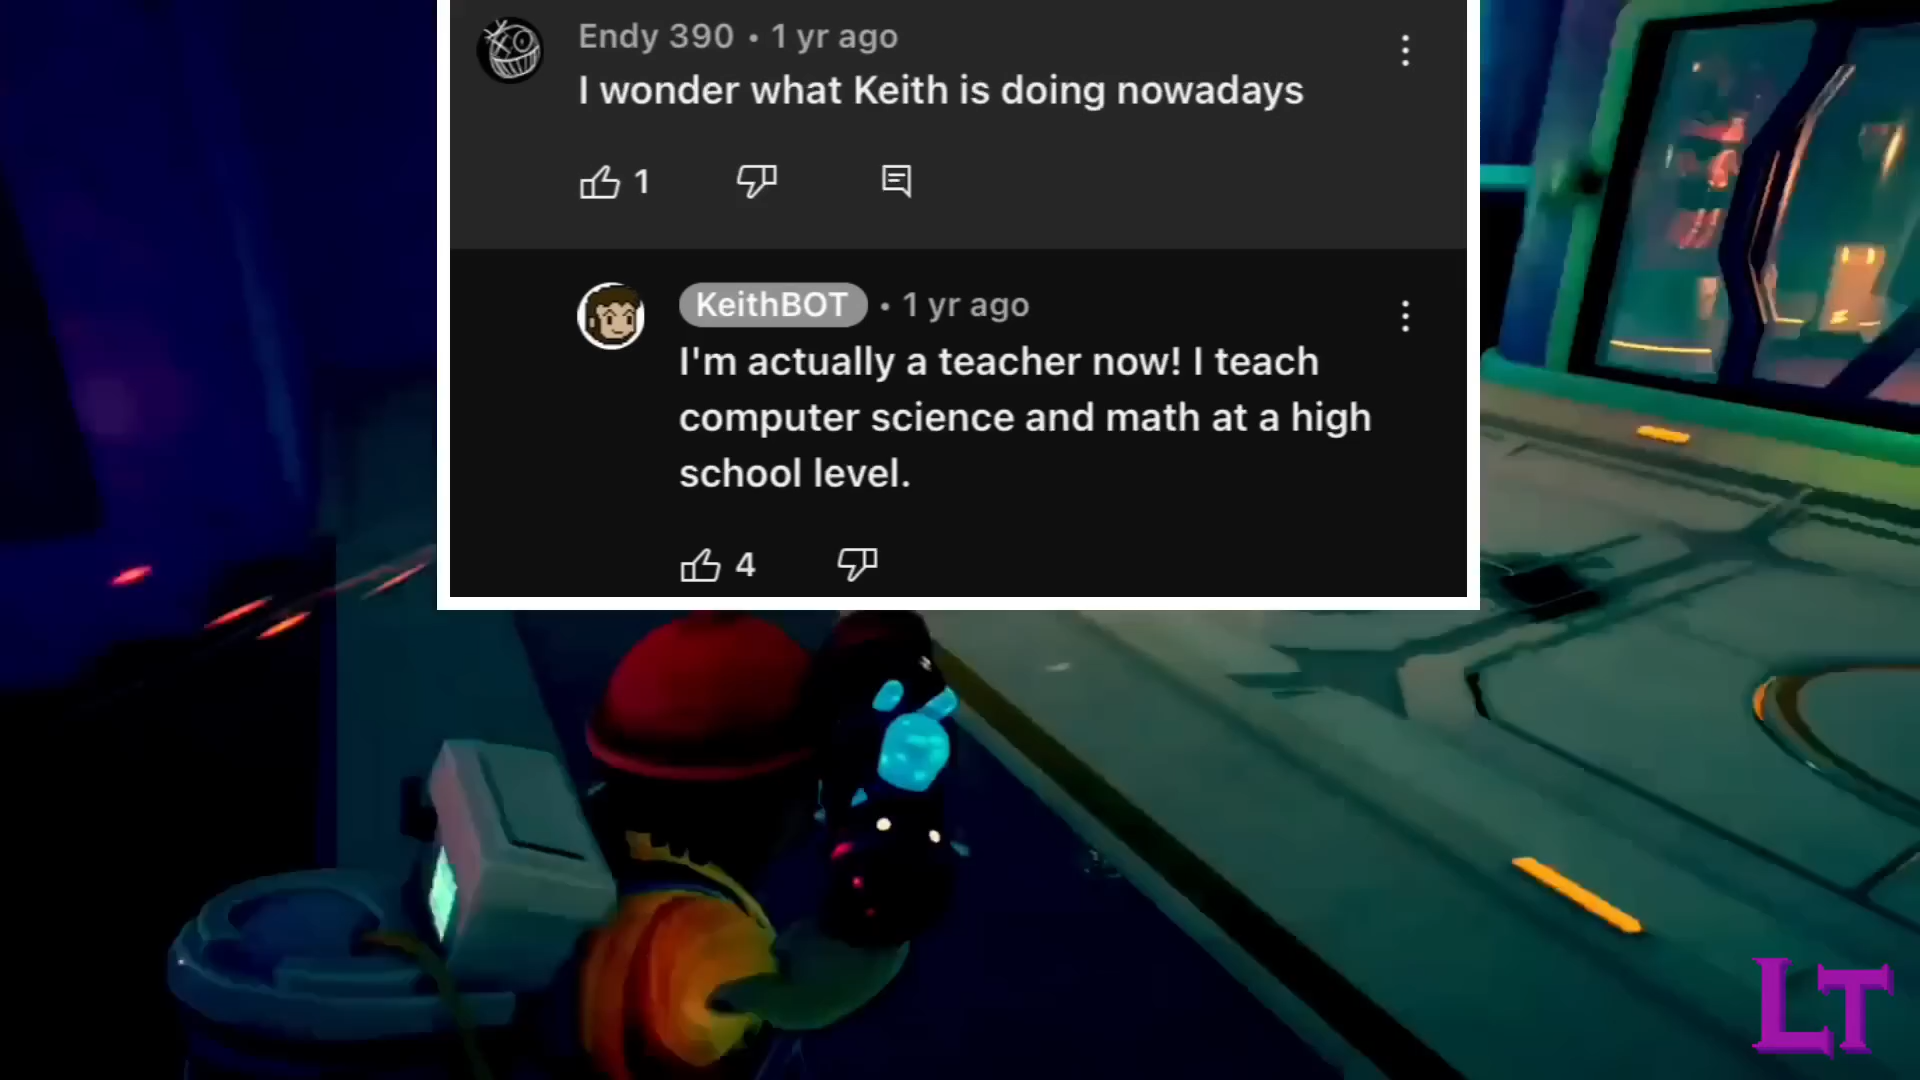 Endy 390 • 1 yr ago
I wonder what Keith is doing nowadays
1
KeithBOT • 1 yr ago
I'm actually a teacher now! I teach
computer science and math at a high
school level.
4
LT